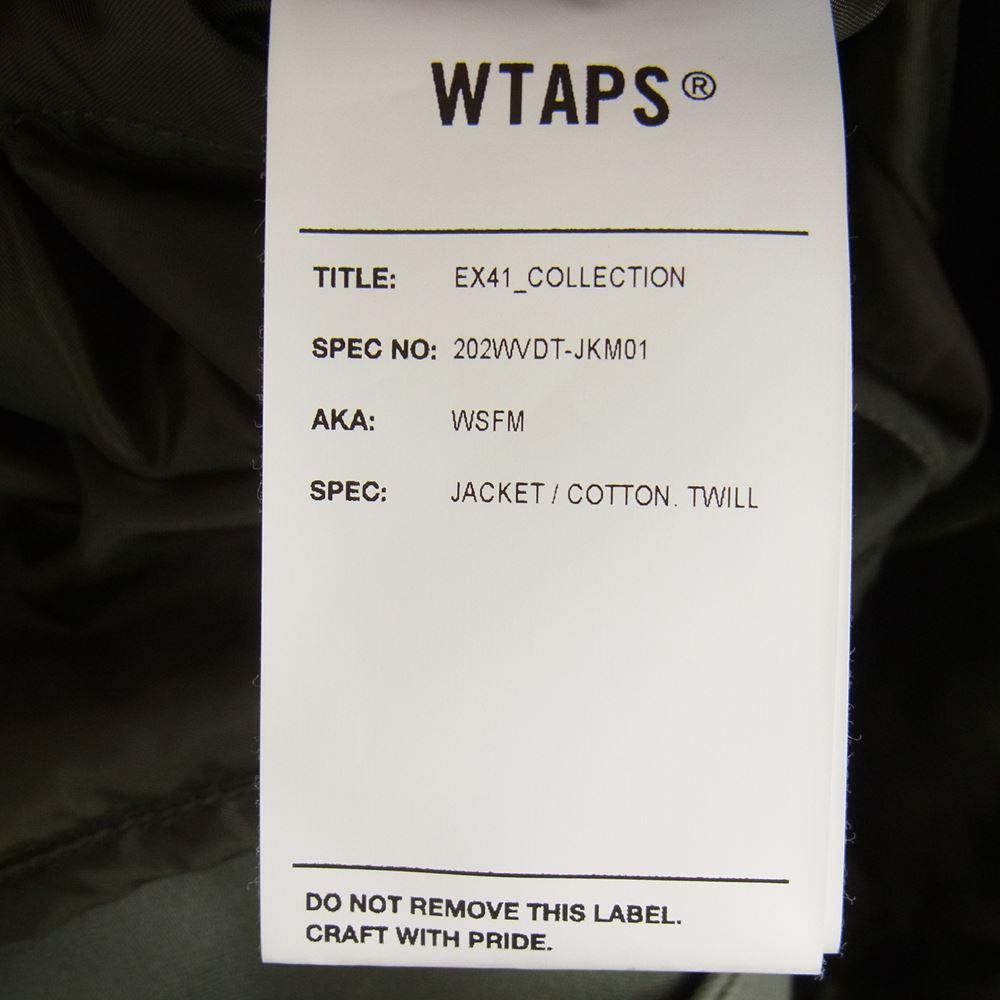 WTAPS®
TITLE: EX41_COLLECTION
SPEC NO: 202WVDT-JKM01
AKA: WSFM
SPEC: JACKET / COTTON. TWILL
DO NOT REMOVE THIS LABEL.
CRAFT WITH PRIDE.